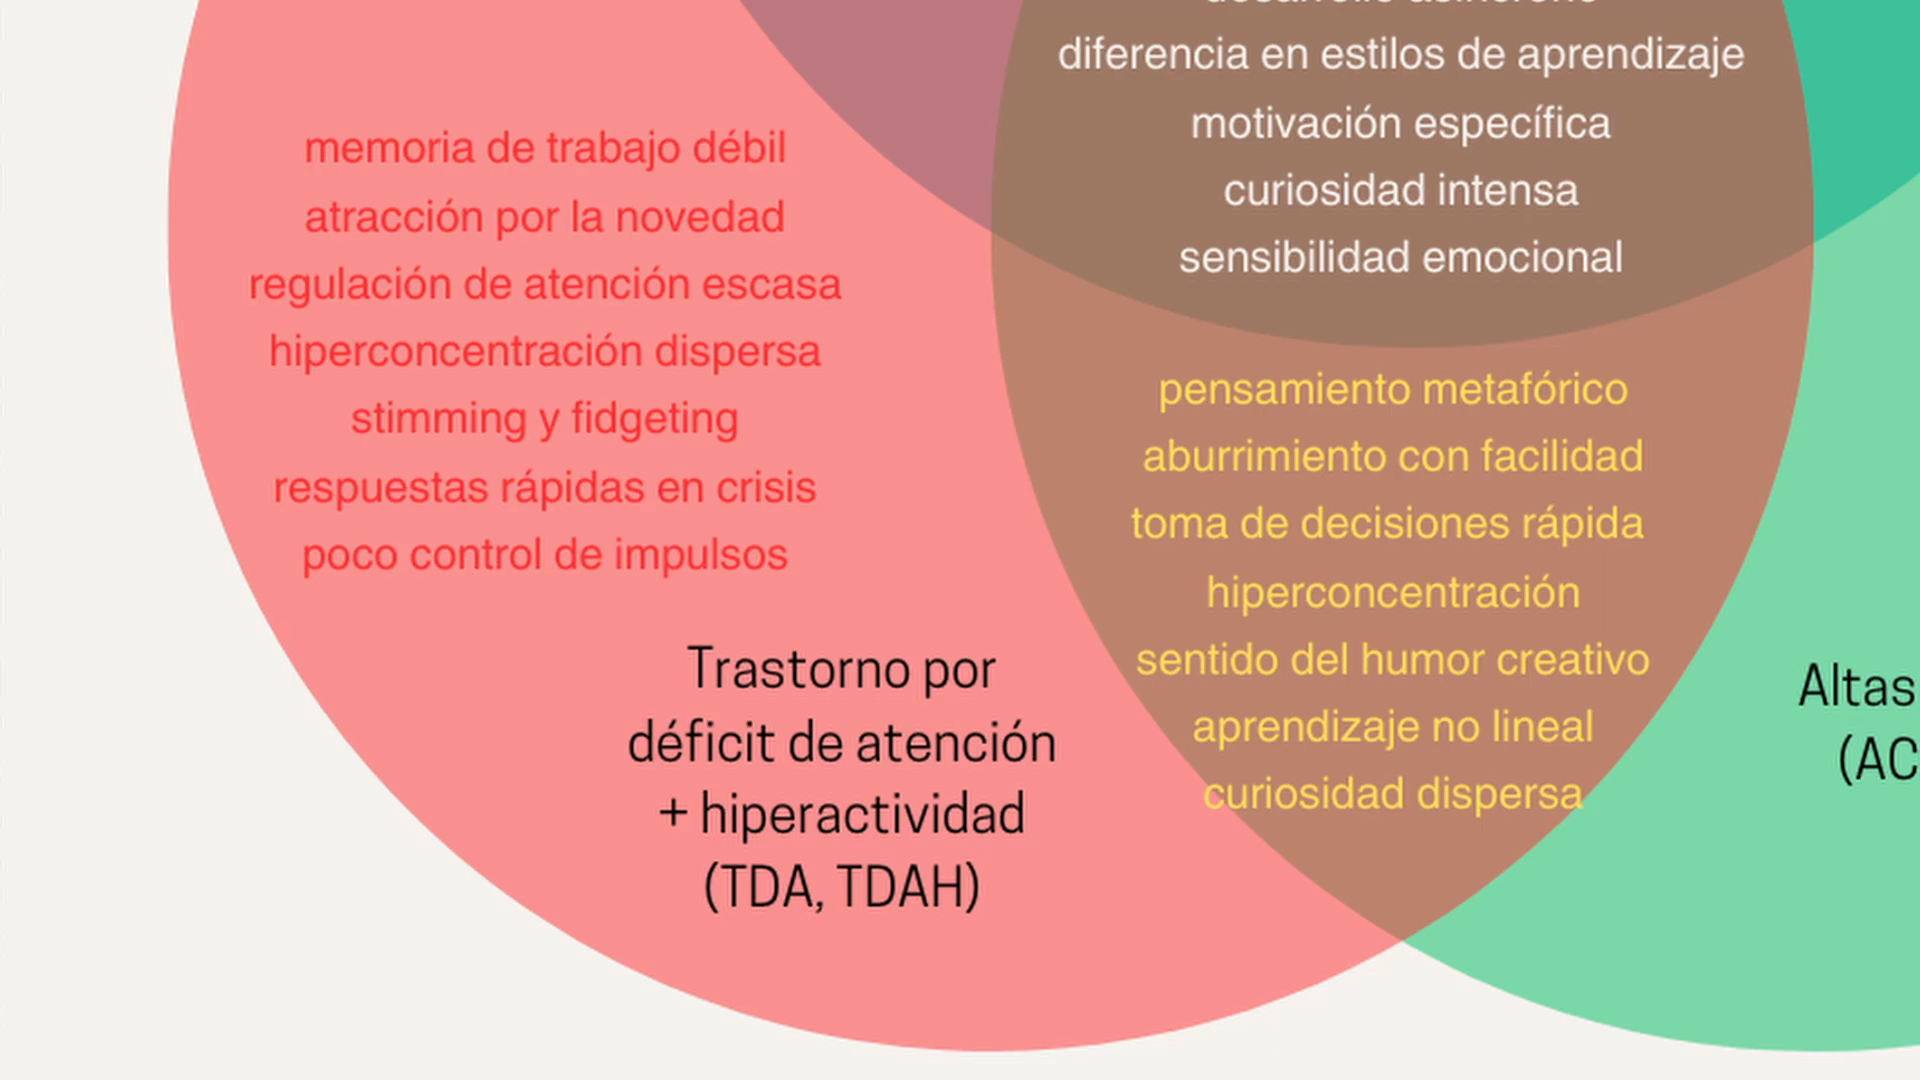 desarrollo asíncrono
diferencia en estilos de aprendizaje
motivación específica
curiosidad intensa
sensibilidad emocional
memoria de trabajo débil
atracción por la novedad
regulación de atención escasa
hiperconcentración dispersa
stimming y fidgeting
respuestas rápidas en crisis
poco control de impulsos
pensamiento metafórico
aburrimiento con facilidad
toma de decisiones rápida
hiperconcentración
sentido del humor creativo
aprendizaje no lineal
curiosidad dispersa
Trastorno por
déficit de atención
+ hiperactividad
(TDA, TDAH)
Altas
(AC